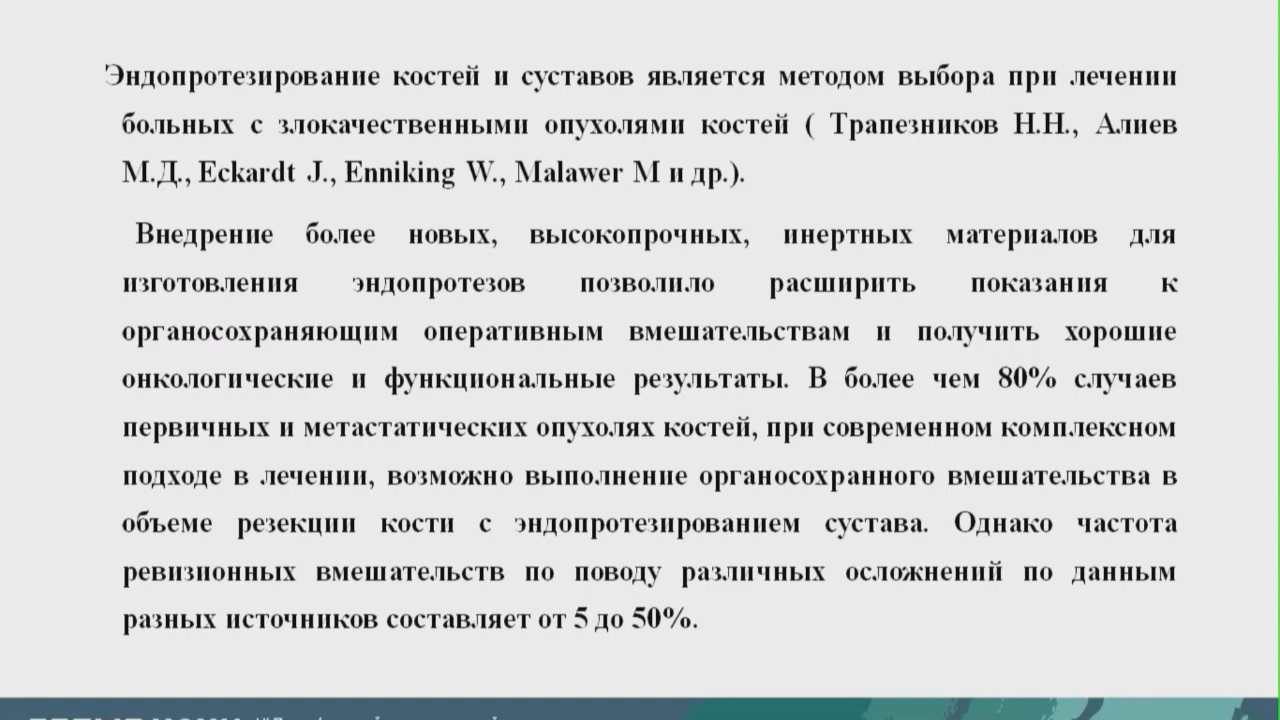 Эндопротезирование костей и суставов является методом выбора при лечении
больных с злокачественными опухолями костей ( Трапезников Н.Н., Алиев
М.Д., Eckardt J., Enniking W., Malawer M и др.).
Внедрение более новых, высокопрочных, инертных материалов для
изготовления эндопротезов позволило расширить показания к
органосохраняющим оперативным вмешательствам и получить хорошие
онкологические и функциональные результаты. В более чем 80% случаев
первичных и метастатических опухолях костей, при современном комплексном
подходе в лечении, возможно выполнение органосохранного вмешательства в
объеме резекции кости с эндопротезированием сустава. Однако частота
ревизионных вмешательств по поводу различных осложнений по данным
разных источников составляет от 5 до 50%.